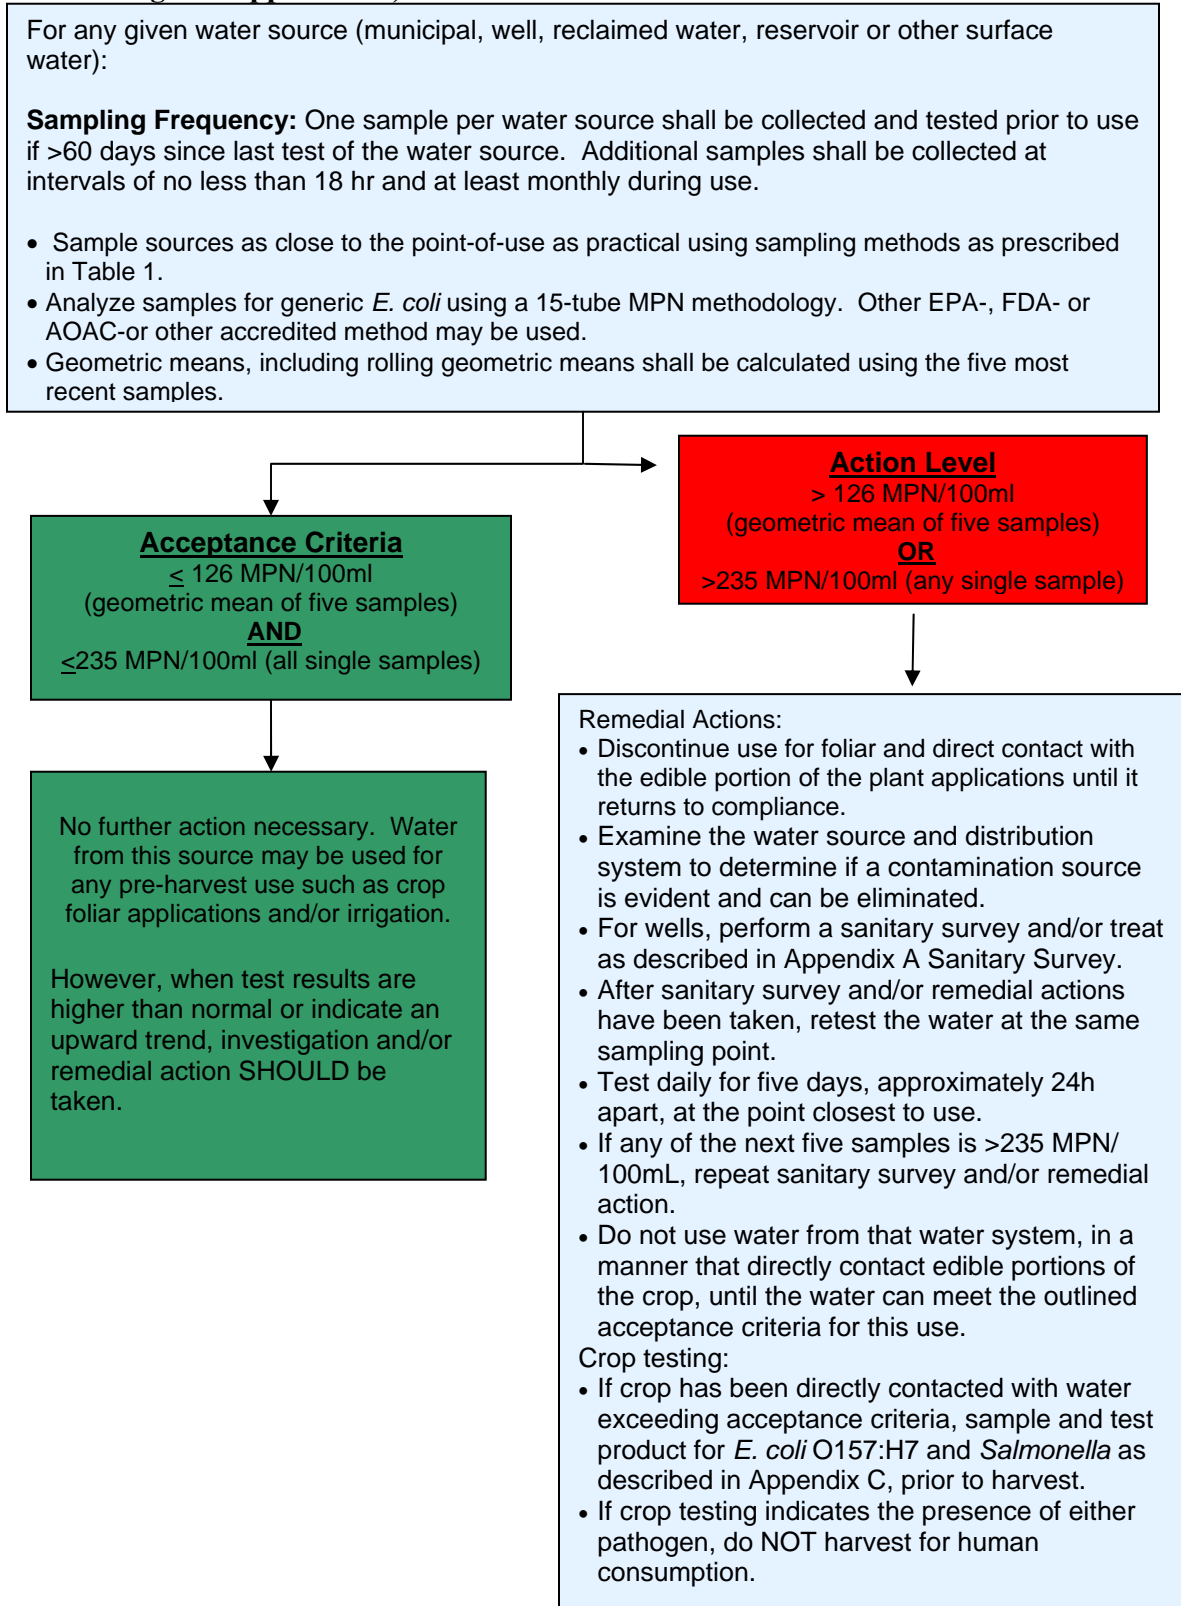 For any given water source (municipal, well, reclaimed water, reservoir or other surface
water):
Sampling Frequency: One sample per water source shall be collected and tested prior to use
if >60 days since last test of the water source. Additional samples shall be collected at
intervals of no less than 18 hr and at least monthly during use.
• Sample sources as close to the point-of-use as practical using sampling methods as prescribed
in Table 1.
• Analyze samples for generic E. coli using a 15-tube MPN methodology. Other EPA-, FDA- or
AOAC-or other accredited method may be used.
• Geometric means, including rolling geometric means shall be calculated using the five most
recent samples.
Acceptance Criteria
< 126 MPN/100ml
(geometric mean of five samples)
AND
<235 MPN/100ml (all single samples)
No further action necessary. Water
from this source may be used for
any pre-harvest use such as crop
foliar applications and/or irrigation.
However, when test results are
higher than normal or indicate an
upward trend, investigation and/or
remedial action SHOULD be
taken.
Action Level
> 126 MPN/100ml
(geometric mean of five samples)
OR
>235 MPN/100ml (any single sample)
Remedial Actions:
• Discontinue use for foliar and direct contact with
the edible portion of the plant applications until it
returns to compliance.
• Examine the water source and distribution
system to determine if a contamination source
is evident and can be eliminated.
• For wells, perform a sanitary survey and/or treat
as described in Appendix A Sanitary Survey.
• After sanitary survey and/or remedial actions
have been taken, retest the water at the same
sampling point.
• Test daily for five days, approximately 24h
apart, at the point closest to use.
• If any of the next five samples is >235 MPN/
100mL, repeat sanitary survey and/or remedial
action.
• Do not use water from that water system, in a
manner that directly contact edible portions of
the crop, until the water can meet the outlined
acceptance criteria for this use.
Crop testing:
• If crop has been directly contacted with water
exceeding acceptance criteria, sample and test
product for E. coli O157:H7 and Salmonella as
described in Appendix C, prior to harvest.
• If crop testing indicates the presence of either
pathogen, do NOT harvest for human
consumption.